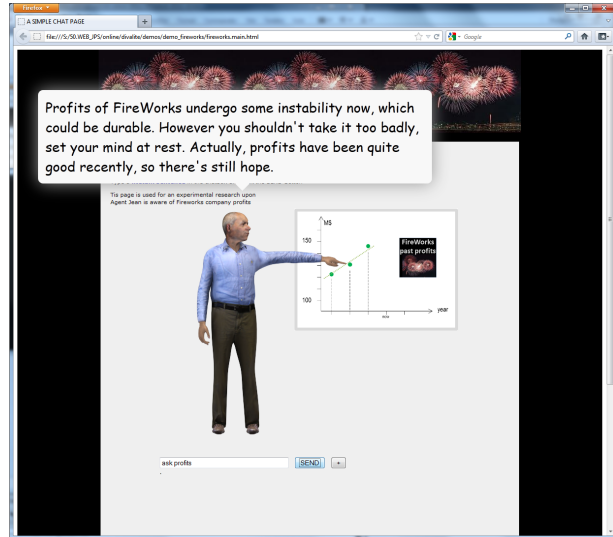 Firefox
A SIMPLE CHAT PAGE
+
file:///S:/50.WEB_JPS/online/divalite/demos/demo_fireworks/fireworks.main.html
Google
Profits of FireWorks undergo some instability now, which
could be durable. However you shouldn't take it too badly,
set your mind at rest. Actually, profits have been quite
good recently, so there's still hope.
Tis page is used for an experimental research upon
Agent Jean is aware of Fireworks company profits
M$
150
100
year
FireWorks
past profits
ask profits
SEND
+